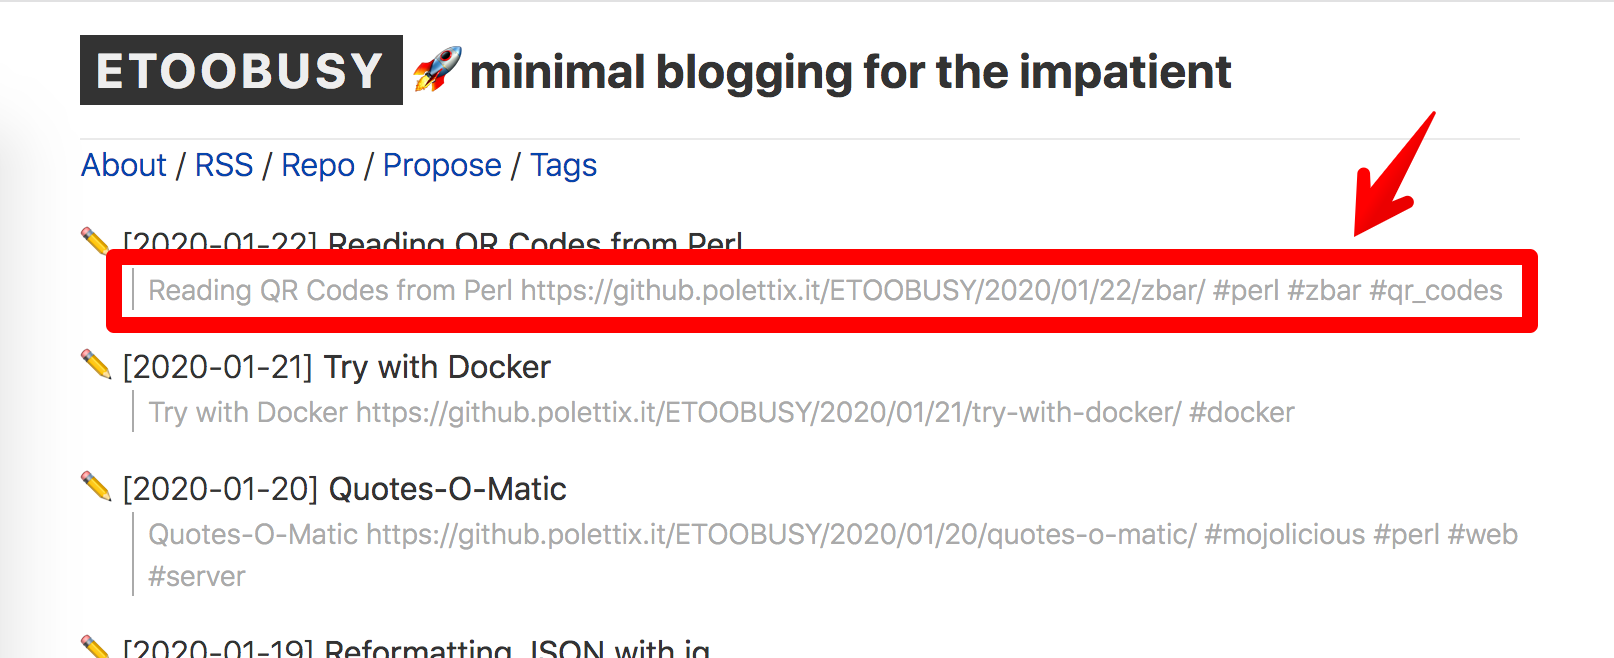 ETOOBUSY 🚀 minimal blogging for the impatient
About / RSS / Repo / Propose / Tags
✏️ [2020-01-22] Reading QR Codes from Perl
Reading QR Codes from Perl https://github.polettix.it/ETOOBUSY/2020/01/22/zbar/ #perl #zbar #qr_codes
✏️ [2020-01-21] Try with Docker
Try with Docker https://github.polettix.it/ETOOBUSY/2020/01/21/try-with-docker/ #docker
✏️ [2020-01-20] Quotes-O-Matic
Quotes-O-Matic https://github.polettix.it/ETOOBUSY/2020/01/20/quotes-o-matic/ #mojolicious #perl #web
#server
✏️ [2020-01-19] Reformatting JSON with jq